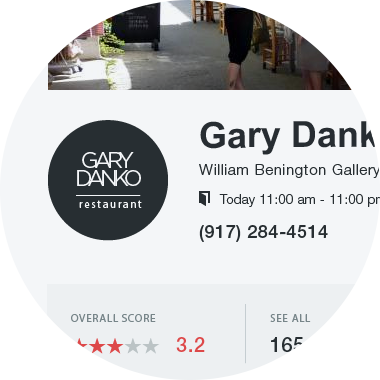 GARY
DANKO
restaurant
Gary Dank
William Benington Gallery
Today 11:00 am - 11:00 pm
(917) 284-4514
OVERALL SCORE
SEE ALL
3.2
165